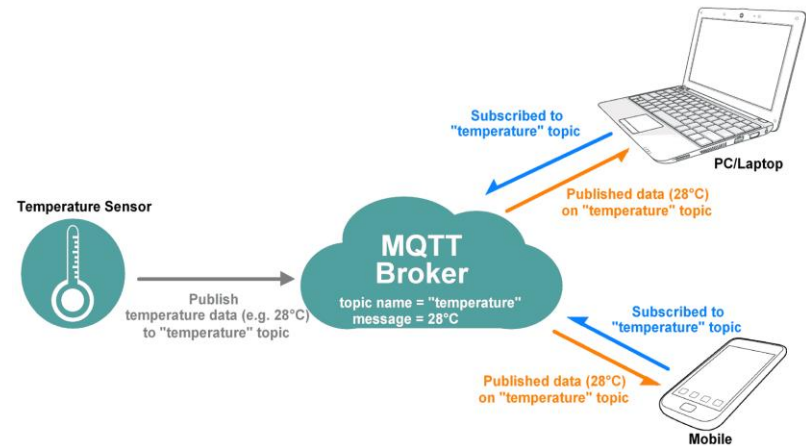 Temperature Sensor
Publish
temperature data (e.g. 28°C)
to "temperature" topic
MQTT
Broker
topic name = "temperature"
message = 28°C
Subscribed to
"temperature" topic
Published data (28°C)
on "temperature" topic
PC/Laptop
Subscribed to
"temperature" topic
Published data (28°C)
on "temperature" topic
Mobile